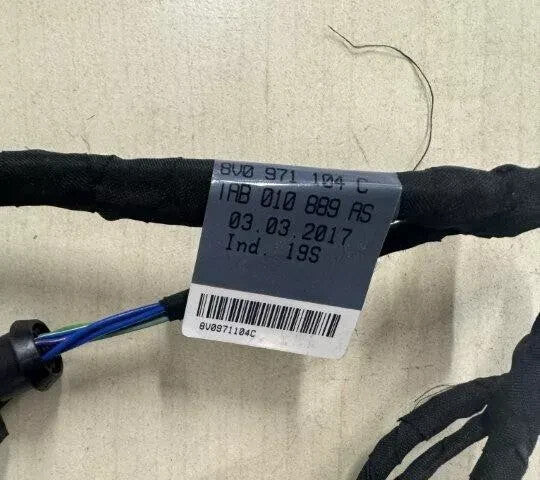 8V0 971 104 C
TAB 010 889 AS
03.03.2017
Ind. 19S
8V0971104C